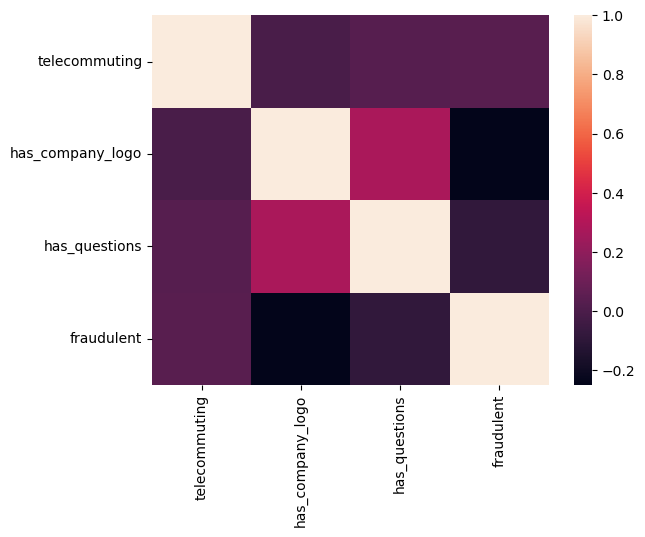 telecommuting
has_company_logo
has_questions
fraudulent
telecommuting
has_company_logo
has_questions
fraudulent
1.0
0.8
0.6
0.4
0.2
0.0
−0.2